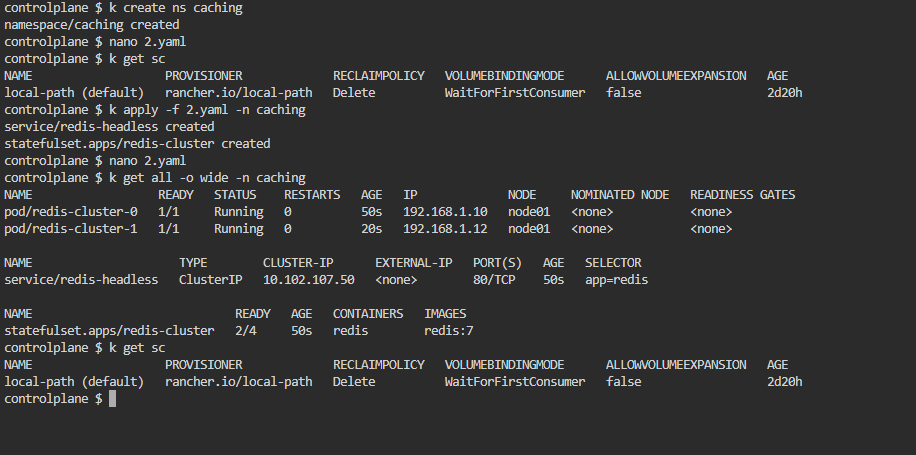 controlplane $ k create ns caching
namespace/caching created
controlplane $ nano 2.yaml
controlplane $ k get sc
NAME                   PROVISIONER             RECLAIMPOLICY   VOLUMEBINDINGMODE      ALLOWVOLUMEEXPANSION   AGE
local-path (default)   rancher.io/local-path   Delete          WaitForFirstConsumer   false                  2d20h
controlplane $ k apply -f 2.yaml -n caching
service/redis-headless created
statefulset.apps/redis-cluster created
controlplane $ nano 2.yaml
controlplane $ k get all -o wide -n caching
NAME                  READY   STATUS    RESTARTS   AGE   IP             NODE     NOMINATED NODE   READINESS GATES
pod/redis-cluster-0   1/1     Running   0          50s   192.168.1.10   node01   <none>           <none>
pod/redis-cluster-1   1/1     Running   0          20s   192.168.1.12   node01   <none>           <none>

NAME                     TYPE        CLUSTER-IP      EXTERNAL-IP   PORT(S)   AGE   SELECTOR
service/redis-headless   ClusterIP   10.102.107.50   <none>        80/TCP    50s   app=redis

NAME                             READY   AGE   CONTAINERS   IMAGES
statefulset.apps/redis-cluster   2/4     50s   redis        redis:7
controlplane $ k get sc
NAME                   PROVISIONER             RECLAIMPOLICY   VOLUMEBINDINGMODE      ALLOWVOLUMEEXPANSION   AGE
local-path (default)   rancher.io/local-path   Delete          WaitForFirstConsumer   false                  2d20h
controlplane $